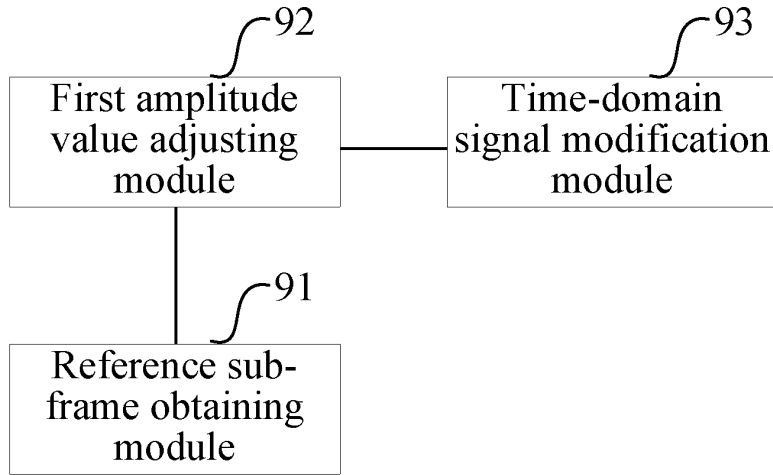 92
First amplitude
value adjusting
module
93
Time-domain
signal modification
module
91
Reference sub-
frame obtaining
module